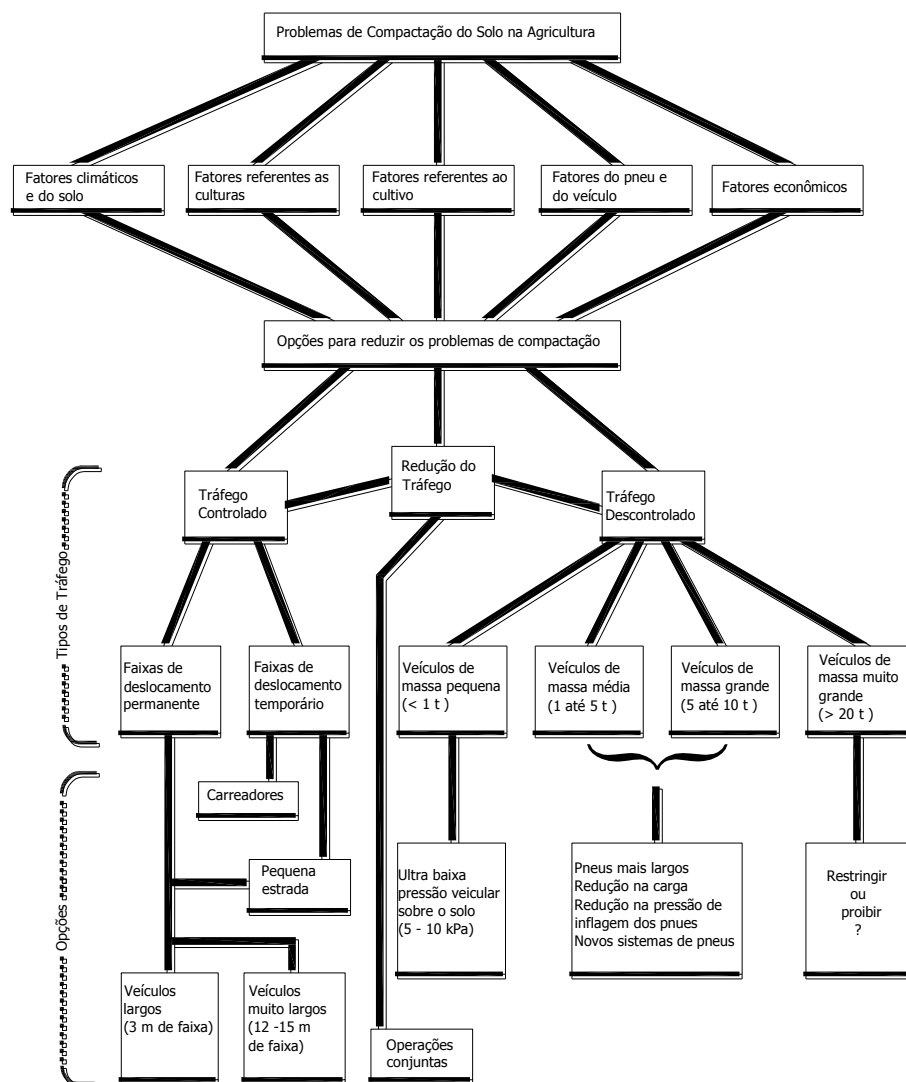 Problemas de Compactação do Solo na Agricultura
Fatores climáticos
e do solo
Fatores referentes as
culturas
Fatores referentes ao
cultivo
Fatores do pneu e
do veículo
Fatores econômicos
Opções para reduzir os problemas de compactação
Tipos de Tráfego
Tráfego
Controlado
Redução do
Tráfego
Tráfego
Descontrolado
Faixas de
deslocamento
permanente
Faixas de
deslocamento
temporário
Veículos de
massa pequena
(< 1 t )
Veículos de
massa média
(1 até 5 t )
Veículos de
massa grande
(5 até 10 t )
Veículos de
massa muito
grande
(> 20 t )
Opções
Carreadores
Pequena
estrada
Ultra baixa
pressão veicular
sobre o solo
(5 - 10 kPa)
Pneus mais largos
Redução na carga
Redução na pressão de
inflagem dos pnues
Novos sistemas de pneus
Restringir
ou
proibir
?
Veículos
largos
(3 m de faixa)
Veículos
muito largos
(12 -15 m
de faixa)
Operações
conjuntas